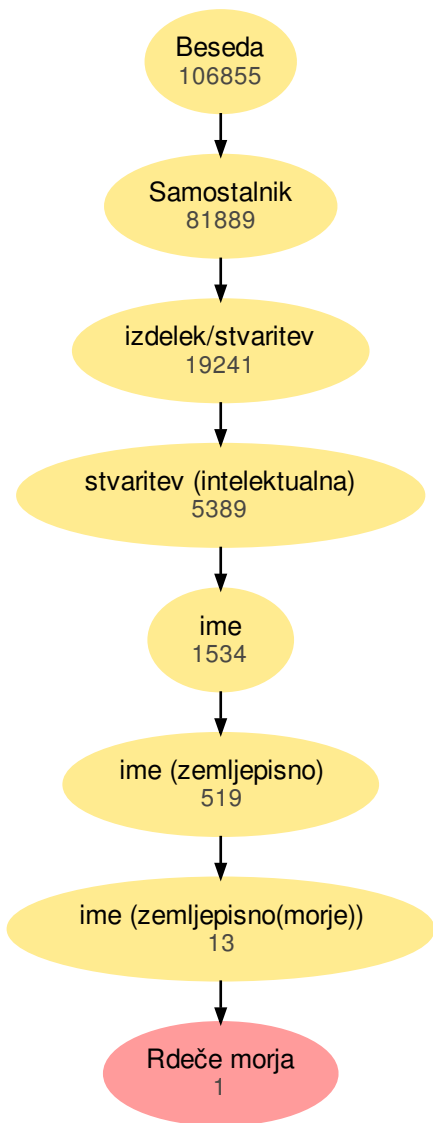 Beseda
106855
Samostalnik
81889
izdelek/stvaritev
19241
stvaritev (intelektualna)
5389
ime
1534
ime (zemljepisno)
519
ime (zemljepisno(morje))
13
Rdeče morja
1